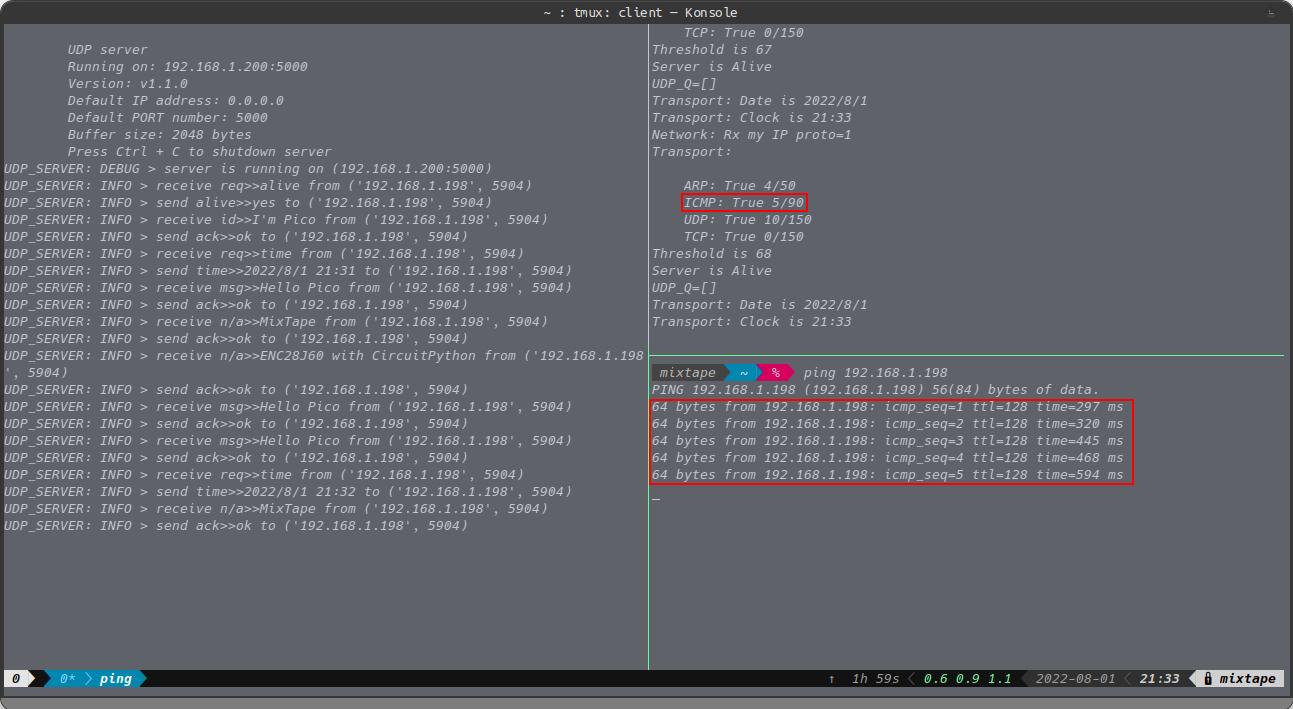 ~ : tmux: client — Konsole
UDP server
Running on: 192.168.1.200:5000
Version: v1.1.0
Default IP address: 0.0.0.0
Default PORT number: 5000
Buffer size: 2048 bytes
Press Ctrl + C to shutdown server
UDP_SERVER: DEBUG > server is running on (192.168.1.200:5000)
UDP_SERVER: INFO > receive req>>alive from ('192.168.1.198', 5904)
UDP_SERVER: INFO > send alive>>yes to ('192.168.1.198', 5904)
UDP_SERVER: INFO > receive id>>I'm Pico from ('192.168.1.198', 5904)
UDP_SERVER: INFO > send ack>>ok to ('192.168.1.198', 5904)
UDP_SERVER: INFO > receive req>>time from ('192.168.1.198', 5904)
UDP_SERVER: INFO > send time>>2022/8/1 21:31 to ('192.168.1.198', 5904)
UDP_SERVER: INFO > receive msg>>Hello Pico from ('192.168.1.198', 5904)
UDP_SERVER: INFO > send ack>>ok to ('192.168.1.198', 5904)
UDP_SERVER: INFO > receive n/a>>MixTape from ('192.168.1.198', 5904)
UDP_SERVER: INFO > send ack>>ok to ('192.168.1.198', 5904)
UDP_SERVER: INFO > receive n/a>>ENC28J60 with CircuitPython from ('192.168.1.198
', 5904)
UDP_SERVER: INFO > send ack>>ok to ('192.168.1.198', 5904)
UDP_SERVER: INFO > receive msg>>Hello Pico from ('192.168.1.198', 5904)
UDP_SERVER: INFO > send ack>>ok to ('192.168.1.198', 5904)
UDP_SERVER: INFO > receive msg>>Hello Pico from ('192.168.1.198', 5904)
UDP_SERVER: INFO > send ack>>ok to ('192.168.1.198', 5904)
UDP_SERVER: INFO > receive req>>time from ('192.168.1.198', 5904)
UDP_SERVER: INFO > send time>>2022/8/1 21:32 to ('192.168.1.198', 5904)
UDP_SERVER: INFO > receive n/a>>MixTape from ('192.168.1.198', 5904)
UDP_SERVER: INFO > send ack>>ok to ('192.168.1.198', 5904)
TCP: True 0/150
Threshold is 67
Server is Alive
UDP_Q=[]
Transport: Date is 2022/8/1
Transport: Clock is 21:33
Network: Rx my IP proto=1
Transport:
ARP: True 4/50
ICMP: True 5/90
UDP: True 10/150
TCP: True 0/150
Threshold is 68
Server is Alive
UDP_Q=[]
Transport: Date is 2022/8/1
Transport: Clock is 21:33
mixtape ~ % ping 192.168.1.198
PING 192.168.1.198 (192.168.1.198) 56(84) bytes of data.
64 bytes from 192.168.1.198: icmp_seq=1 ttl=128 time=297 ms
64 bytes from 192.168.1.198: icmp_seq=2 ttl=128 time=320 ms
64 bytes from 192.168.1.198: icmp_seq=3 ttl=128 time=445 ms
64 bytes from 192.168.1.198: icmp_seq=4 ttl=128 time=468 ms
64 bytes from 192.168.1.198: icmp_seq=5 ttl=128 time=594 ms
0 0* ping ↑ 1h 59s 0.6 0.9 1.1 2022-08-01 21:33 mixtape